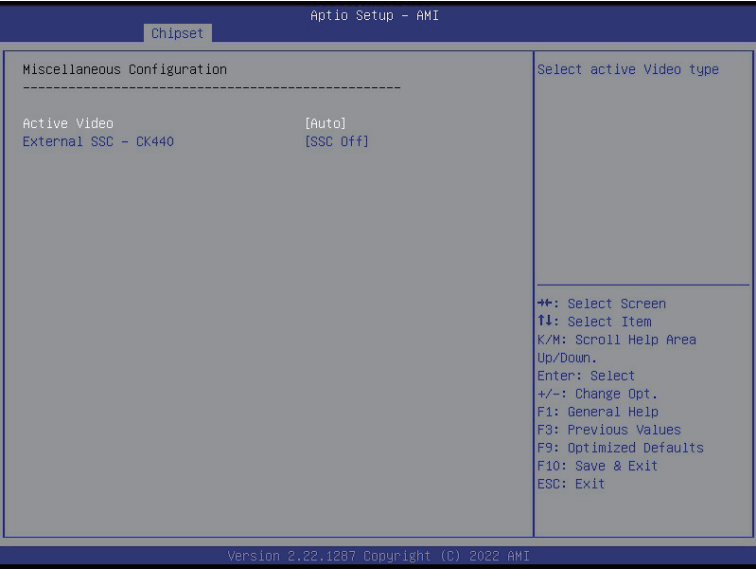 Aptio Setup – AMI
Chipset
Miscellaneous Configuration
--------------------------------------------------
Active Video [Auto]
External SSC – CK440 [SSC Off]
Select active Video type
→←: Select Screen
↑↓: Select Item
K/M: Scroll Help Area
Up/Down.
Enter: Select
+/-: Change Opt.
F1: General Help
F3: Previous Values
F9: Optimized Defaults
F10: Save & Exit
ESC: Exit
Version 2.22.1287 Copyright (C) 2022 AMI